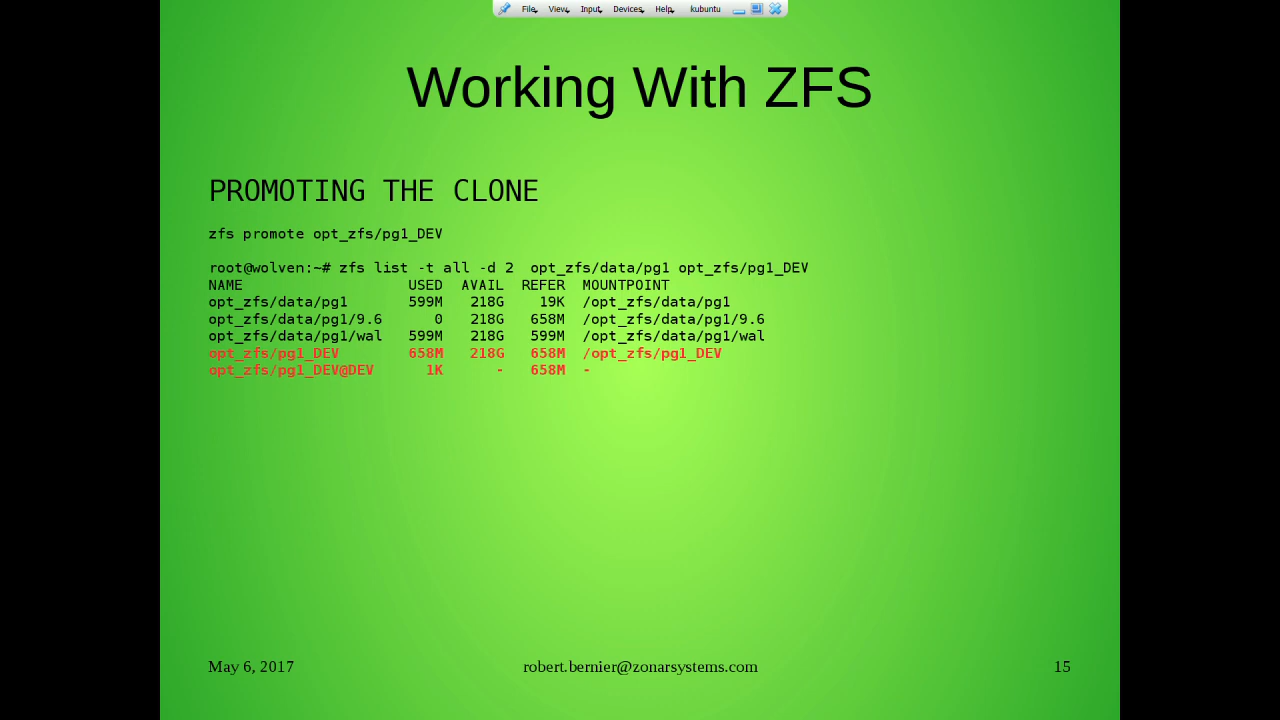 File View Input Devices Help kubuntu
Working With ZFS
PROMOTING THE CLONE
zfs promote opt_zfs/pg1_DEV
root@wolven:~# zfs list -t all -d 2  opt_zfs/data/pg1 opt_zfs/pg1_DEV
NAME                   USED  AVAIL  REFER  MOUNTPOINT
opt_zfs/data/pg1       599M   218G    19K  /opt_zfs/data/pg1
opt_zfs/data/pg1/9.6      0   218G   658M  /opt_zfs/data/pg1/9.6
opt_zfs/data/pg1/wal   599M   218G   599M  /opt_zfs/data/pg1/wal
opt_zfs/pg1_DEV        658M   218G   658M  /opt_zfs/pg1_DEV
opt_zfs/pg1_DEV@DEV      1K      -   658M  -
May 6, 2017 robert.bernier@zonarsystems.com 15